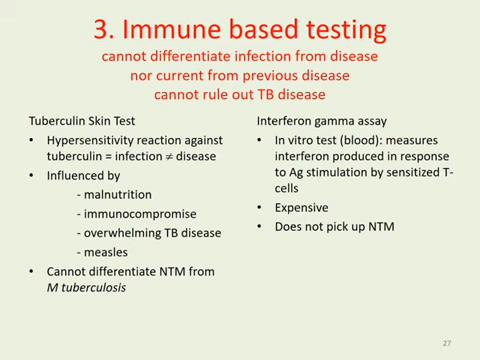 3. Immune based testing
cannot differentiate infection from disease
nor current from previous disease
cannot rule out TB disease
Tuberculin Skin Test
• Hypersensitivity reaction against
tuberculin = infection ≠ disease
• Influenced by
- malnutrition
- immunocompromise
- overwhelming TB disease
- measles
• Cannot differentiate NTM from
M tuberculosis
Interferon gamma assay
• In vitro test (blood): measures
interferon produced in response
to Ag stimulation by sensitized T-
cells
• Expensive
• Does not pick up NTM
27